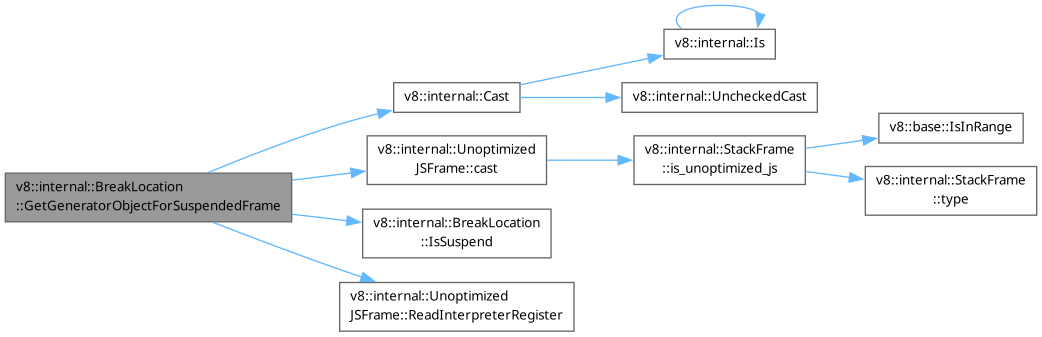 v8::internal::BreakLocation
::GetGeneratorObjectForSuspendedFrame
v8::internal::Cast
v8::internal::Is
v8::internal::UncheckedCast
v8::internal::Unoptimized
JSFrame::cast
v8::internal::StackFrame
::is_unoptimized_js
v8::base::IsInRange
v8::internal::StackFrame
::type
v8::internal::BreakLocation
::IsSuspend
v8::internal::Unoptimized
JSFrame::ReadInterpreterRegister